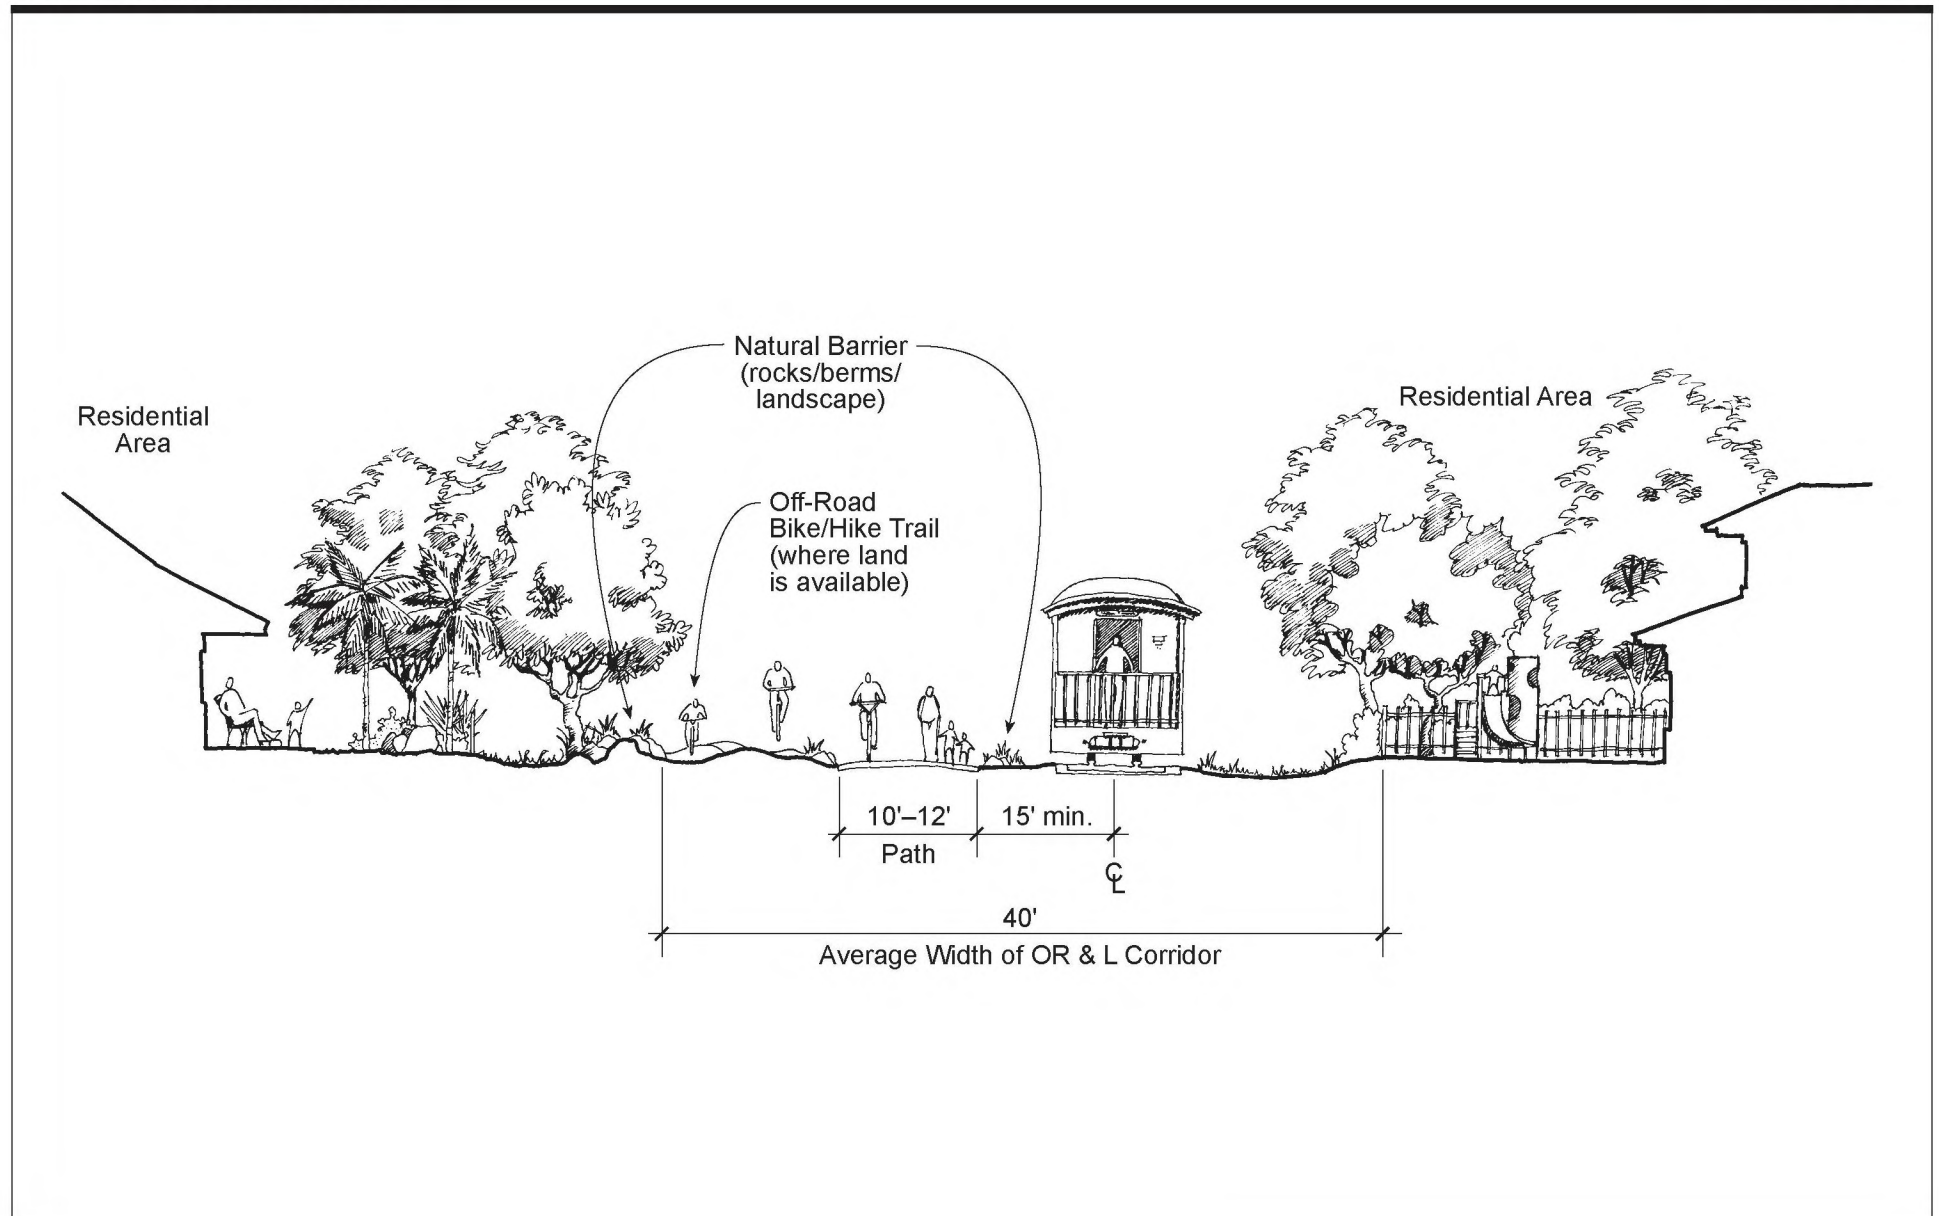 Natural Barrier
(rocks/berms/
landscape)
Residential
Area
Residential Area
Off-Road
Bike/Hike Trail
(where land
is available)
10'–12'
Path
15' min.
℄
40'
Average Width of OR & L Corridor